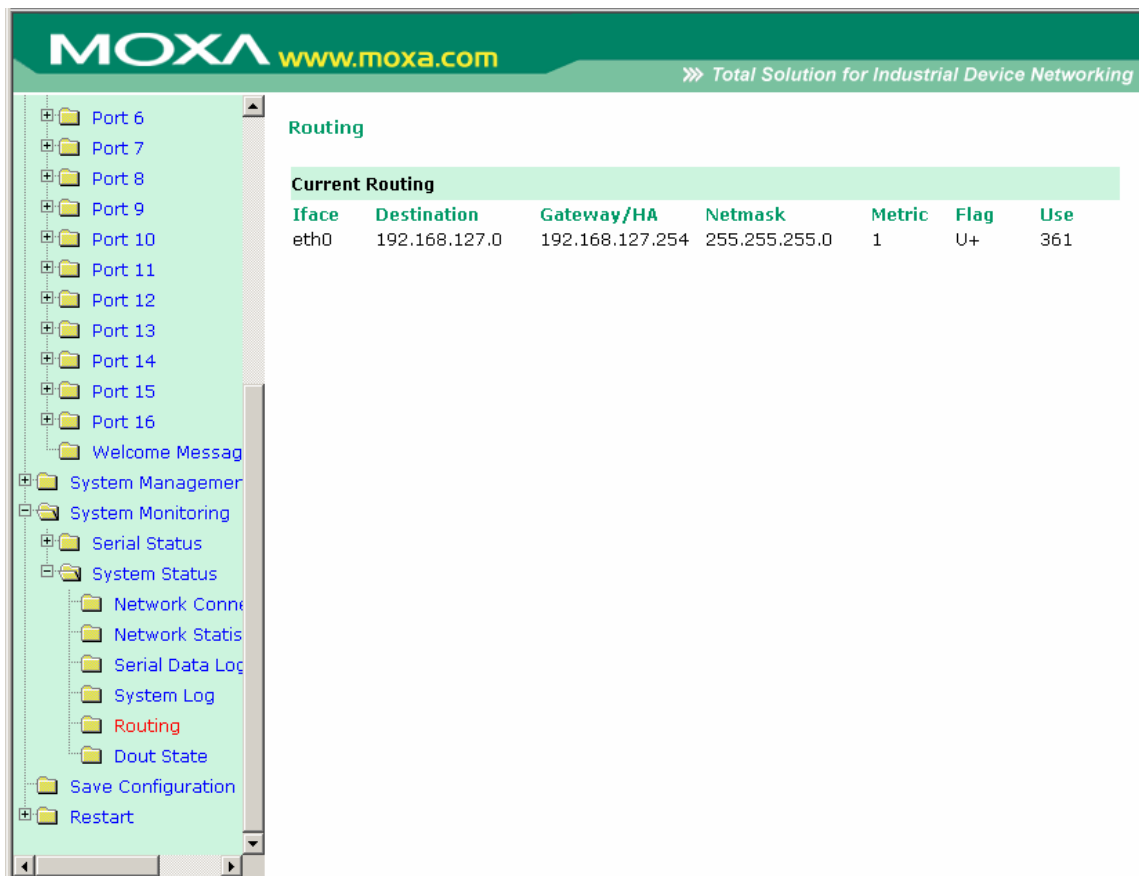 MOXA www.moxa.com
Total Solution for Industrial Device Networking
Port 6
Port 7
Port 8
Port 9
Port 10
Port 11
Port 12
Port 13
Port 14
Port 15
Port 16
Welcome Messag
System Managemer
System Monitoring
Serial Status
System Status
Network Conne
Network Statis
Serial Data Log
System Log
Routing
Dout State
Save Configuration
Restart
Routing
Current Routing
Iface Destination Gateway/HA Netmask Metric Flag Use
eth0 192.168.127.0 192.168.127.254 255.255.255.0 1 U+ 361